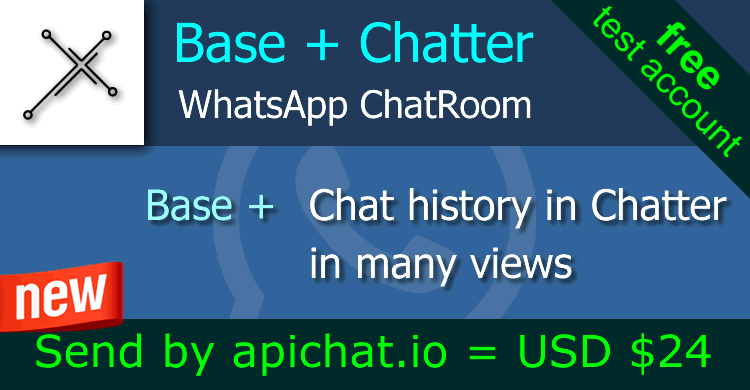 Base + Chatter
WhatsApp ChatRoom
free
test account
Base + Chat history in Chatter
in many views
new
Send by apichat.io = USD $24